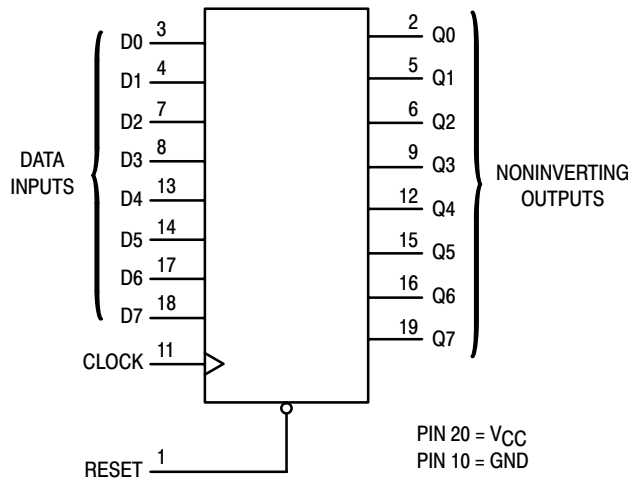 D0 3
D1 4
D2 7
D3 8
D4 13
D5 14
D6 17
D7 18
DATA
INPUTS
CLOCK 11
RESET 1
2 Q0
5 Q1
6 Q2
9 Q3
12 Q4
15 Q5
16 Q6
19 Q7
NONINVERTING
OUTPUTS
PIN 20 = VCC
PIN 10 = GND